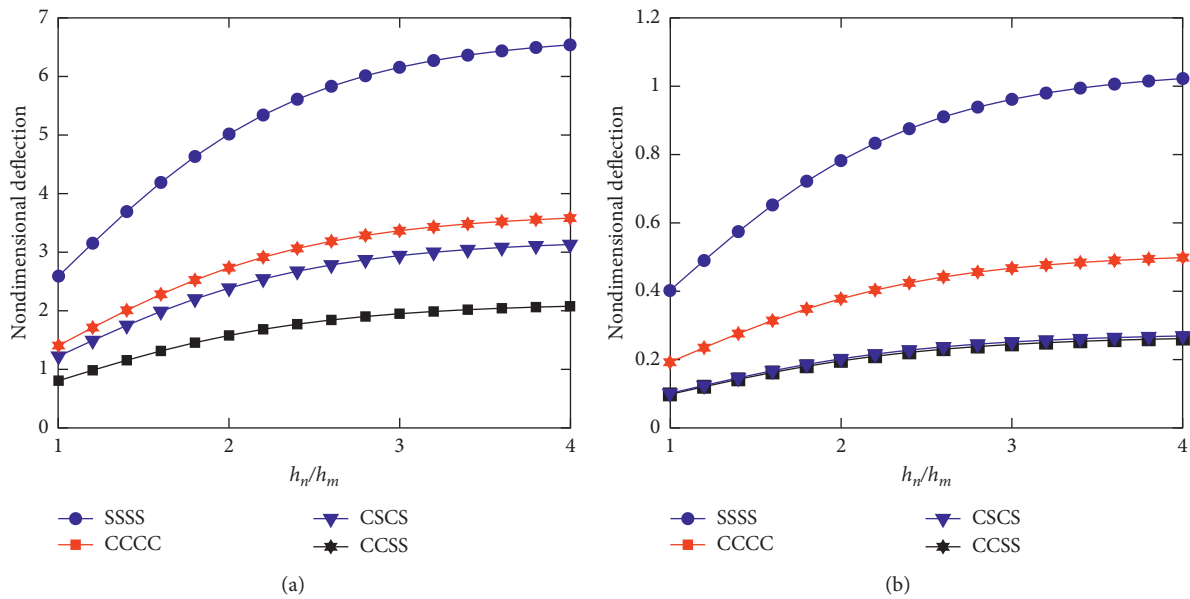 7
6
5
4
3
2
1
0
Nondimensional deflection
1
2
3
4
h_n/h_m
SSSS
CCCC
CSCS
CCSS
(a)
1.2
1
0.8
0.6
0.4
0.2
0
Nondimensional deflection
1
2
3
4
h_n/h_m
SSSS
CCCC
CSCS
CCSS
(b)